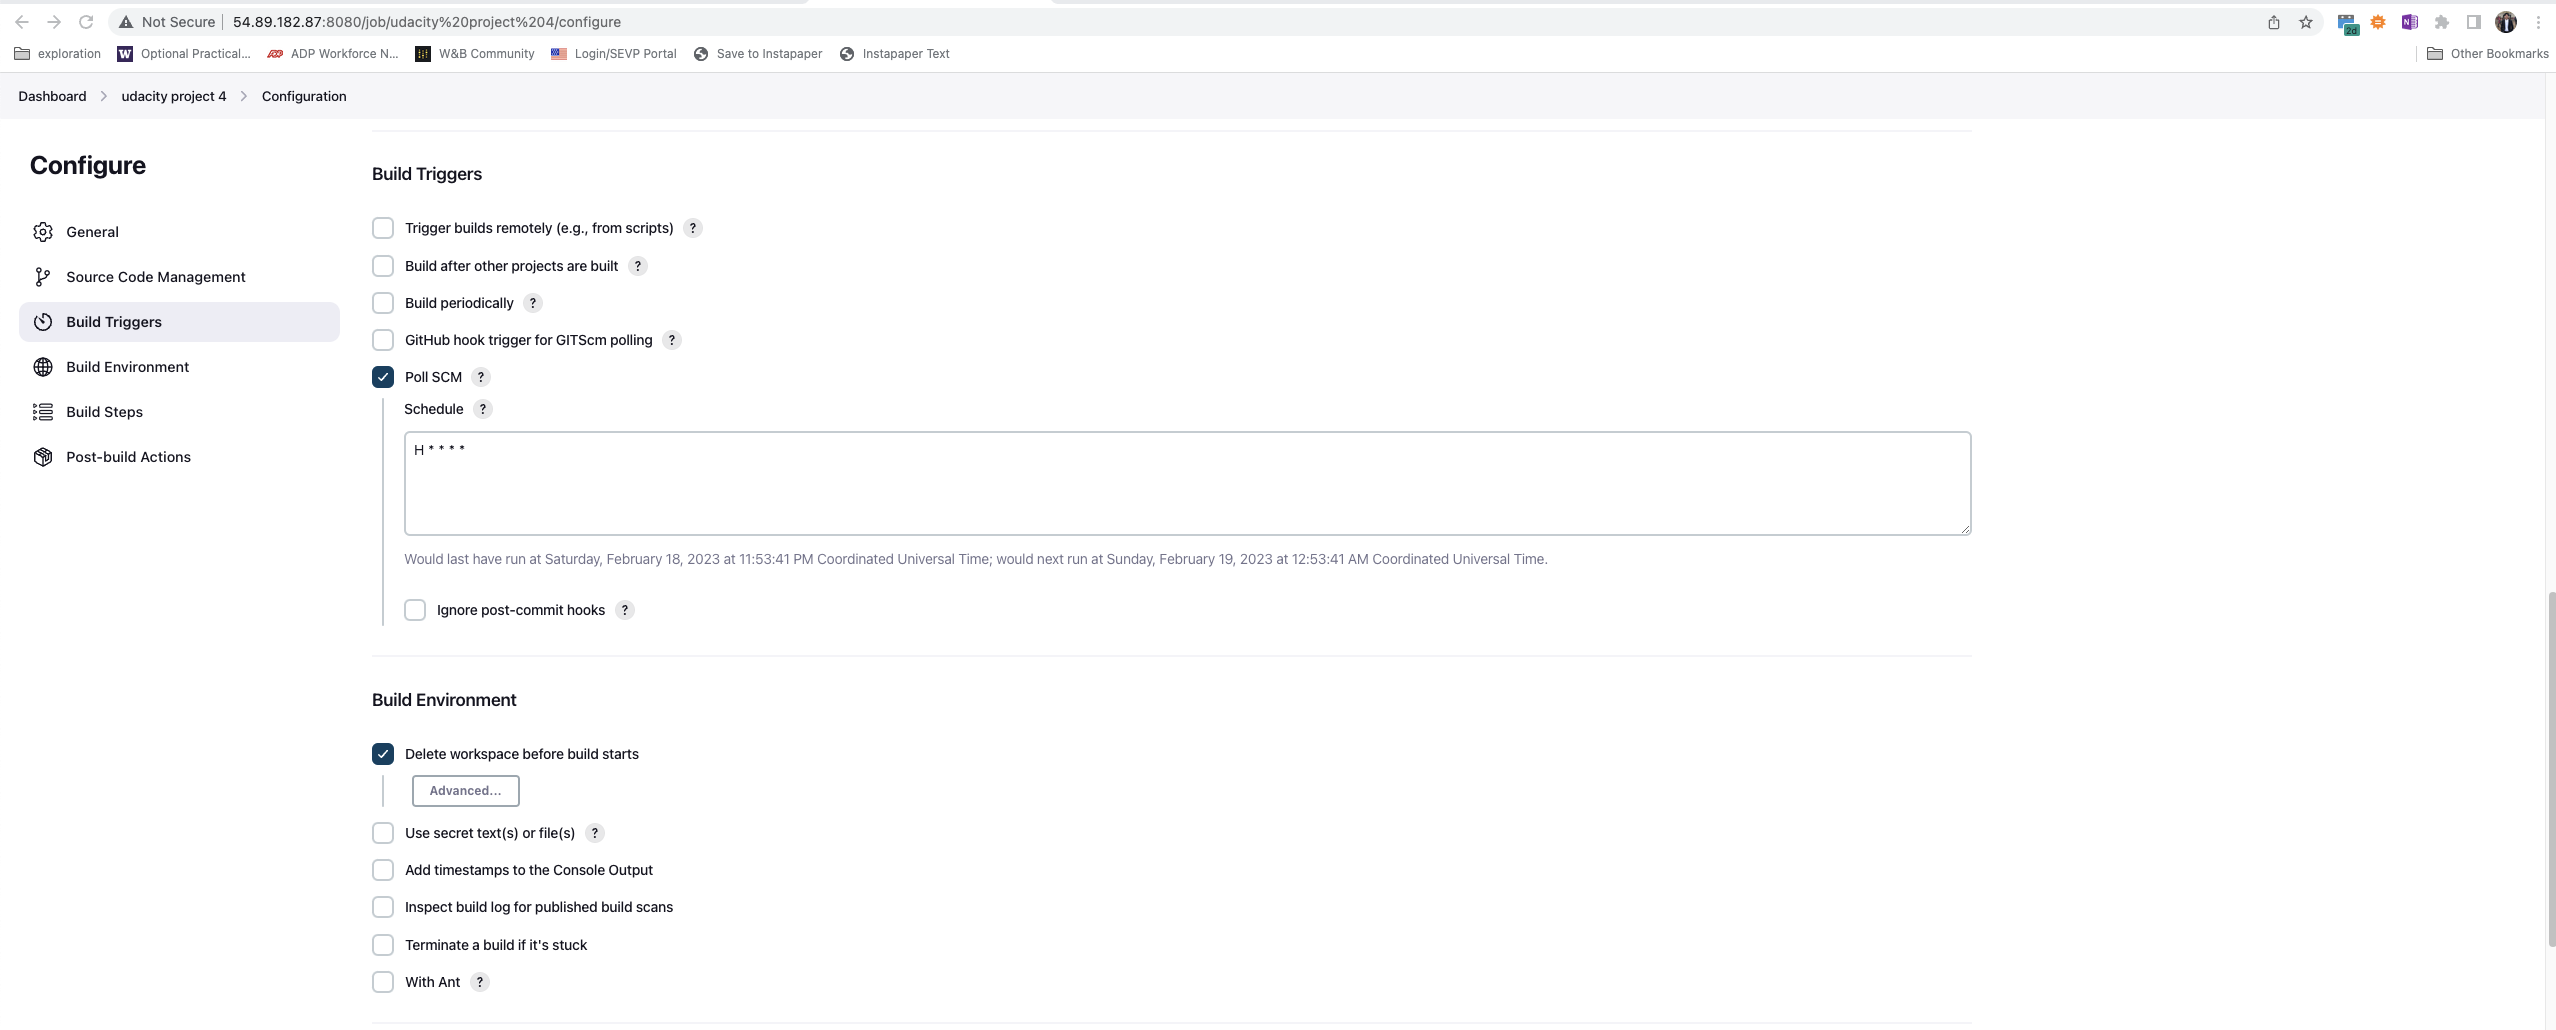 Not Secure | 54.89.182.87:8080/job/udacity%20project%204/configure
2d
N
exploration W Optional Practical... ADP ADP Workforce N... W&B Community Login/SEVP Portal Save to Instapaper Instapaper Text Other Bookmarks
Dashboard > udacity project 4 > Configuration
Configure
General
Source Code Management
Build Triggers
Build Environment
Build Steps
Post-build Actions
Build Triggers
Trigger builds remotely (e.g., from scripts) ?
Build after other projects are built ?
Build periodically ?
GitHub hook trigger for GITScm polling ?
Poll SCM ?
Schedule ?
H * * * *
Would last have run at Saturday, February 18, 2023 at 11:53:41 PM Coordinated Universal Time; would next run at Sunday, February 19, 2023 at 12:53:41 AM Coordinated Universal Time.
Ignore post-commit hooks ?
Build Environment
Delete workspace before build starts
Advanced...
Use secret text(s) or file(s) ?
Add timestamps to the Console Output
Inspect build log for published build scans
Terminate a build if it's stuck
With Ant ?